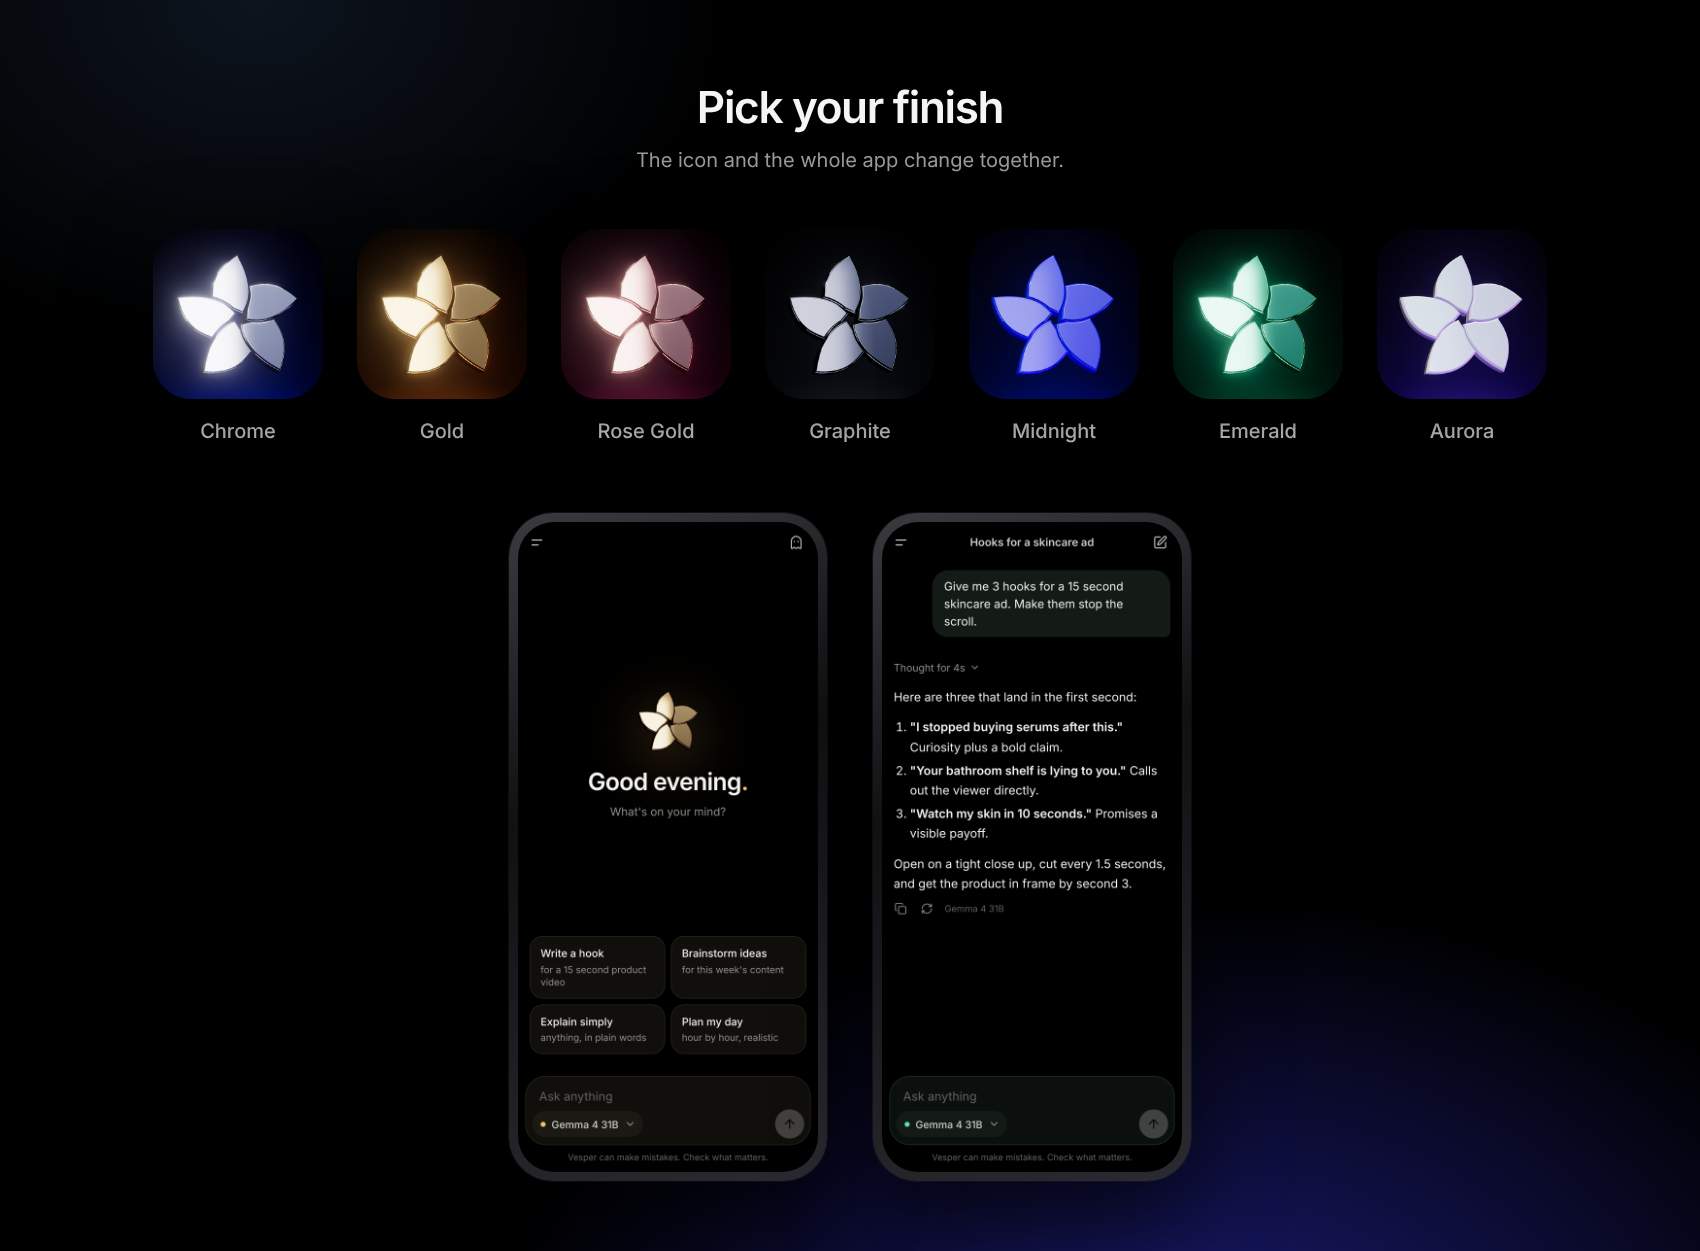 Pick your finish
The icon and the whole app change together.
Chrome
Gold
Rose Gold
Graphite
Midnight
Emerald
Aurora
Good evening.
What's on your mind?
Write a hook
for a 15 second product
video
Brainstorm ideas
for this week's content
Explain simply
anything, in plain words
Plan my day
hour by hour, realistic
Ask anything
Gemma 4 31B
Vesper can make mistakes. Check what matters.
Hooks for a skincare ad
Give me 3 hooks for a 15 second
skincare ad. Make them stop the
scroll.
Thought for 4s
Here are three that land in the first second:
1. "I stopped buying serums after this."
Curiosity plus a bold claim.
2. "Your bathroom shelf is lying to you." Calls
out the viewer directly.
3. "Watch my skin in 10 seconds." Promises a
visible payoff.
Open on a tight close up, cut every 1.5 seconds,
and get the product in frame by second 3.
Gemma 4 31B
Ask anything
Gemma 4 31B
Vesper can make mistakes. Check what matters.